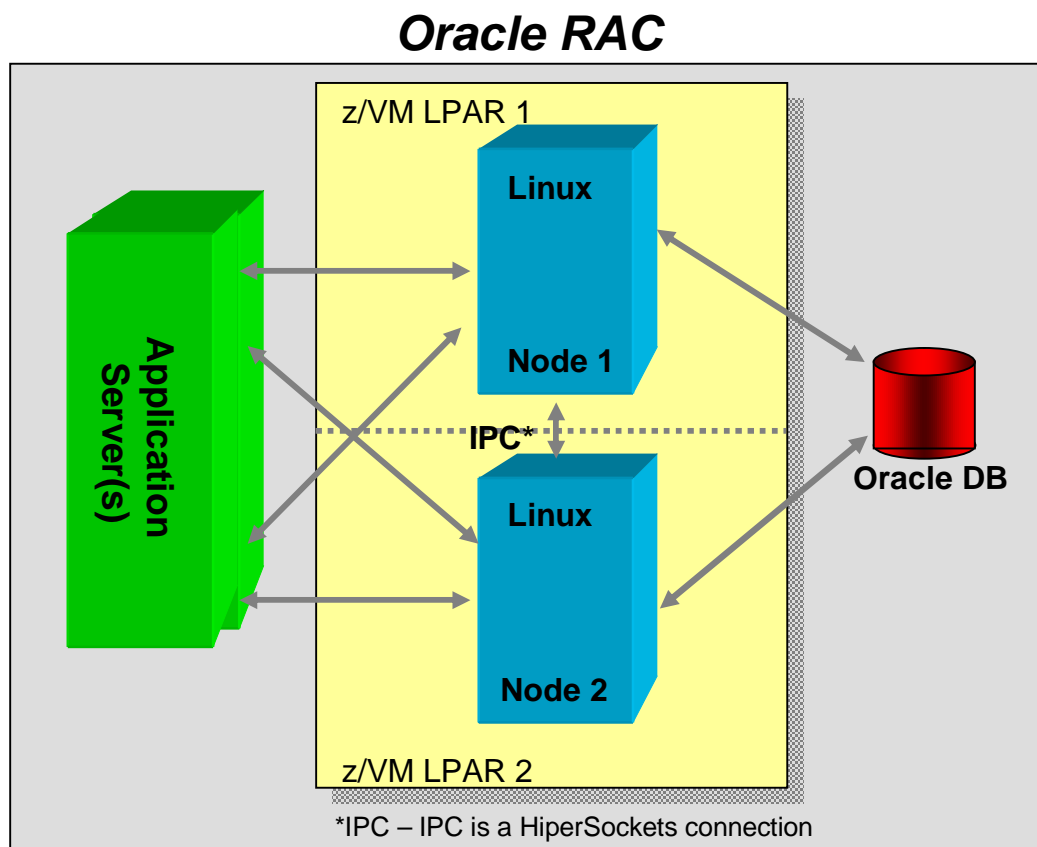 Oracle RAC
z/VM LPAR 1
Linux
Node 1
Application
Server(s)
IPC*
Oracle DB
Linux
Node 2
z/VM LPAR 2
*IPC – IPC is a HiperSockets connection